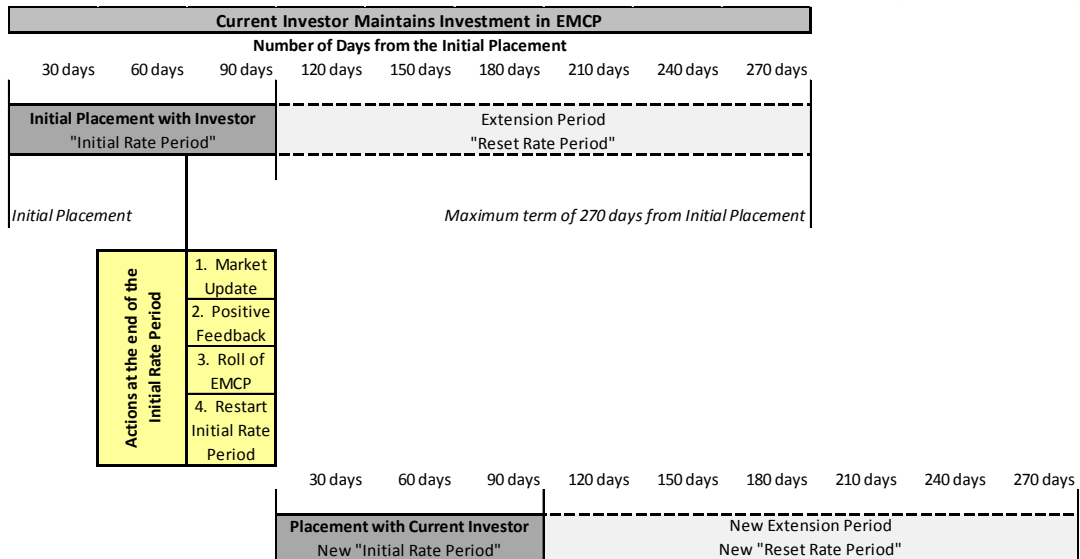 Current Investor Maintains Investment in EMCP
Number of Days from the Initial Placement
30 days 60 days 90 days 120 days 150 days 180 days 210 days 240 days 270 days
Initial Placement with Investor
"Initial Rate Period"
Extension Period
"Reset Rate Period"
Initial Placement
Maximum term of 270 days from Initial Placement
Actions at the end of the
Initial Rate Period
1. Market
Update
2. Positive
Feedback
3. Roll of
EMCP
4. Restart
Initial Rate
Period
30 days 60 days 90 days 120 days 150 days 180 days 210 days 240 days 270 days
Placement with Current Investor
New "Initial Rate Period"
New Extension Period
New "Reset Rate Period"